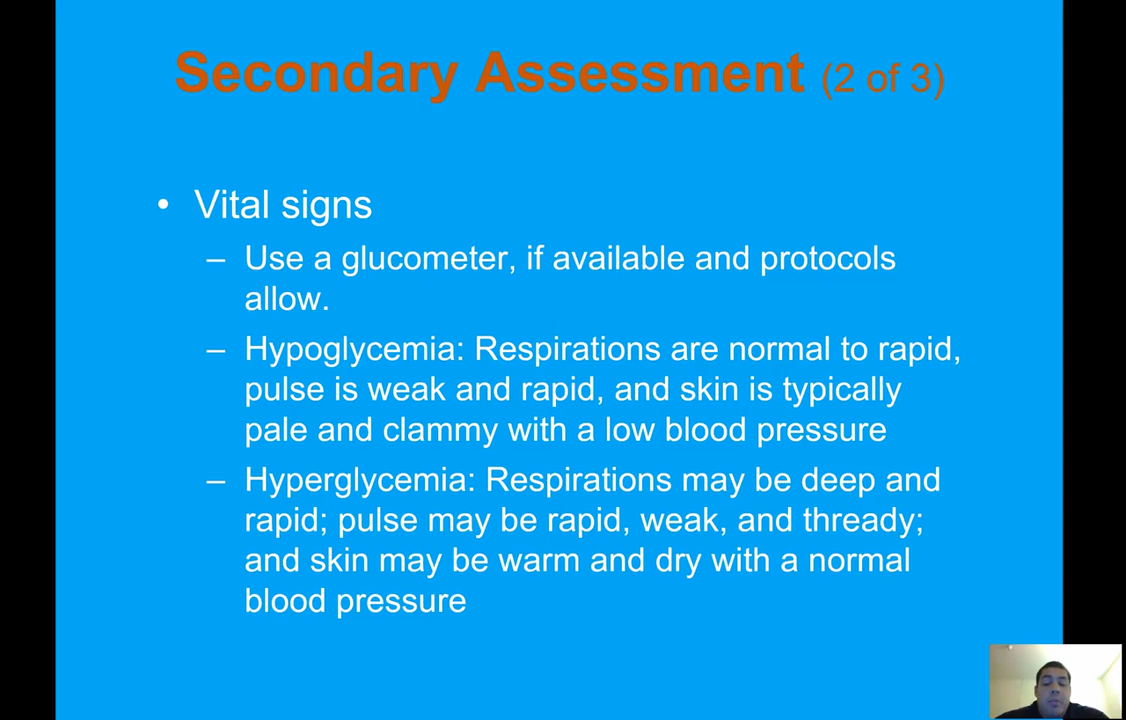 Secondary Assessment (2 of 3)
• Vital signs
– Use a glucometer, if available and protocols
allow.
– Hypoglycemia: Respirations are normal to rapid,
pulse is weak and rapid, and skin is typically
pale and clammy with a low blood pressure
– Hyperglycemia: Respirations may be deep and
rapid; pulse may be rapid, weak, and thready;
and skin may be warm and dry with a normal
blood pressure